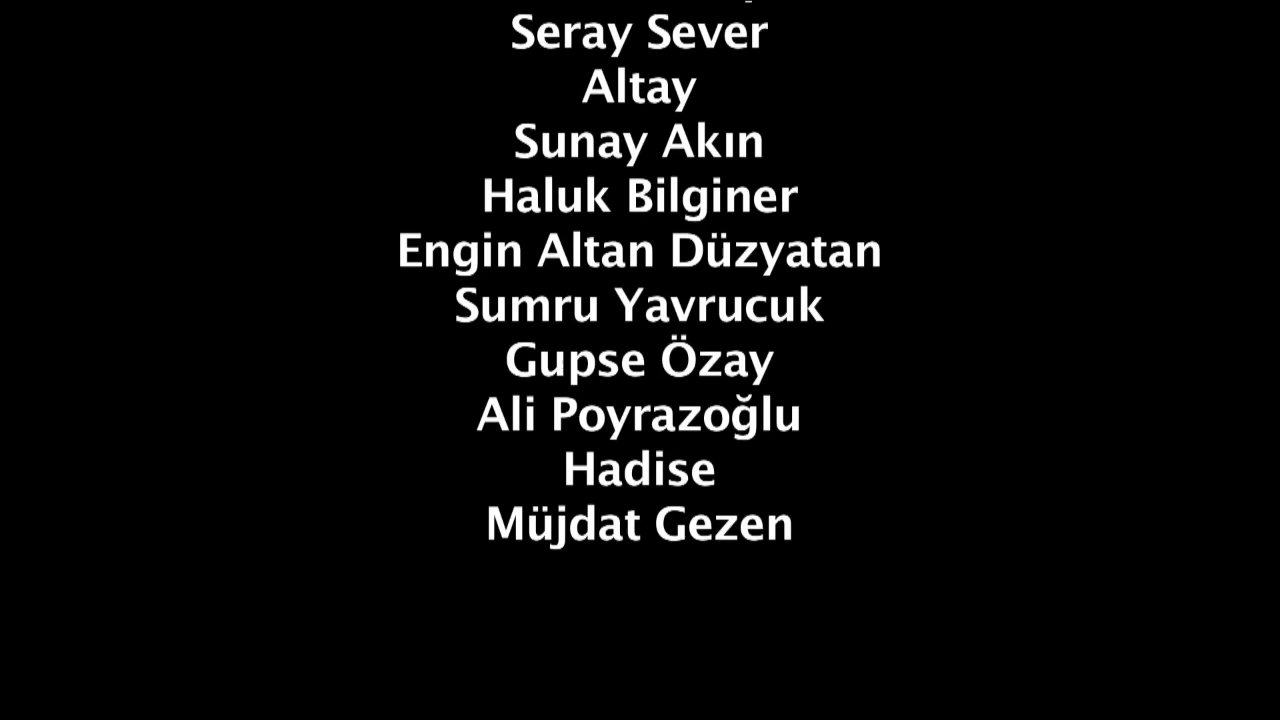 Seray Sever
Altay
Sunay Akın
Haluk Bilginer
Engin Altan Düzyatan
Sumru Yavrucuk
Gupse Özay
Ali Poyrazoğlu
Hadise
Müjdat Gezen